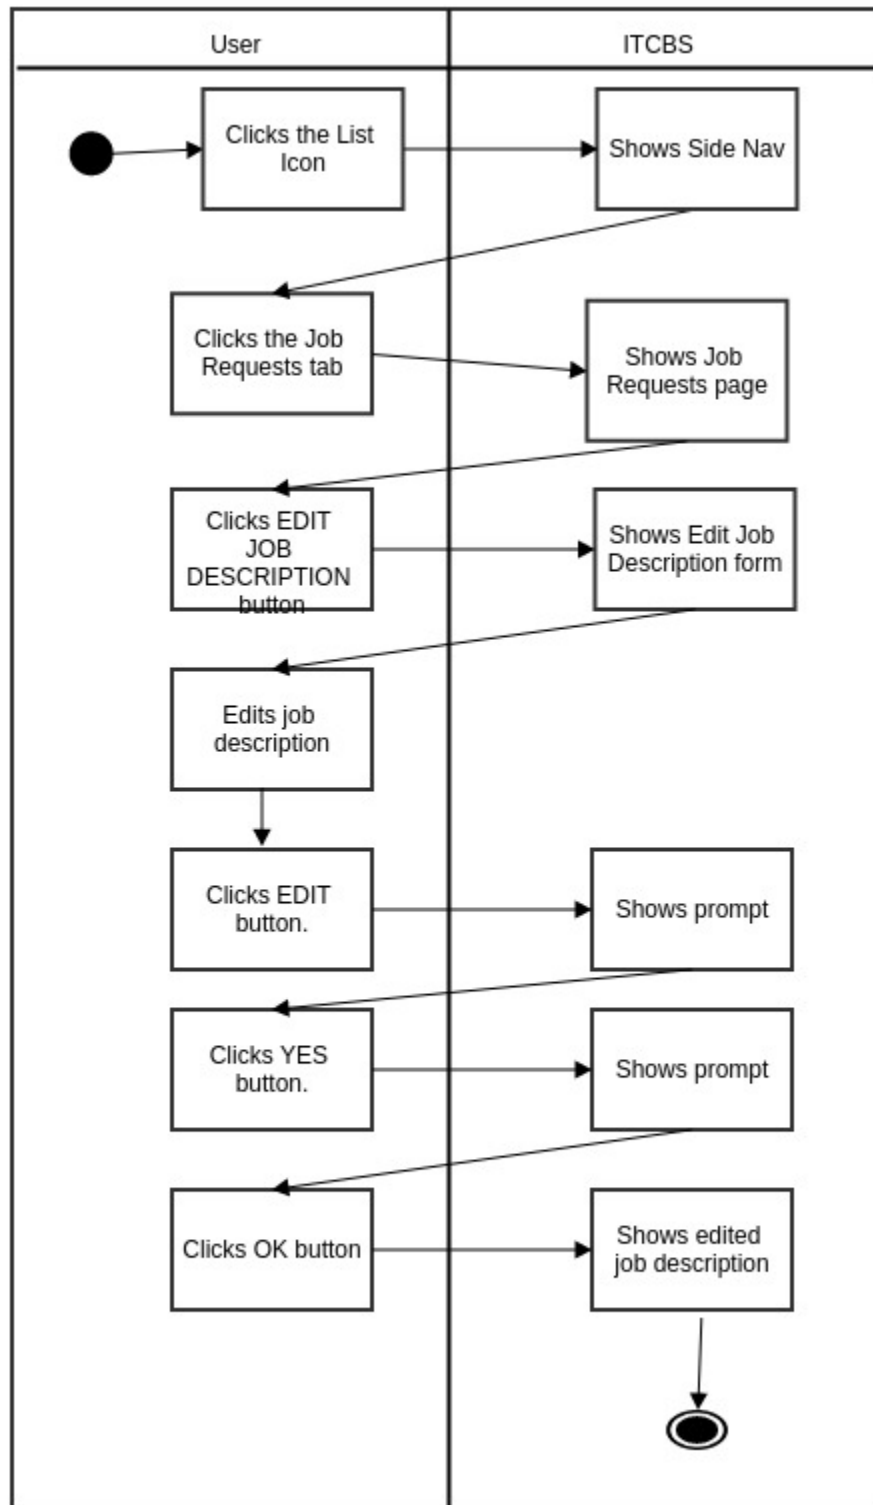 User
ITCBS
Clicks the List
Icon
Shows Side Nav
Clicks the Job
Requests tab
Shows Job
Requests page
Clicks EDIT
JOB
DESCRIPTION
button
Shows Edit Job
Description form
Edits job
description
Clicks EDIT
button.
Shows prompt
Clicks YES
button.
Shows prompt
Clicks OK button
Shows edited
job description